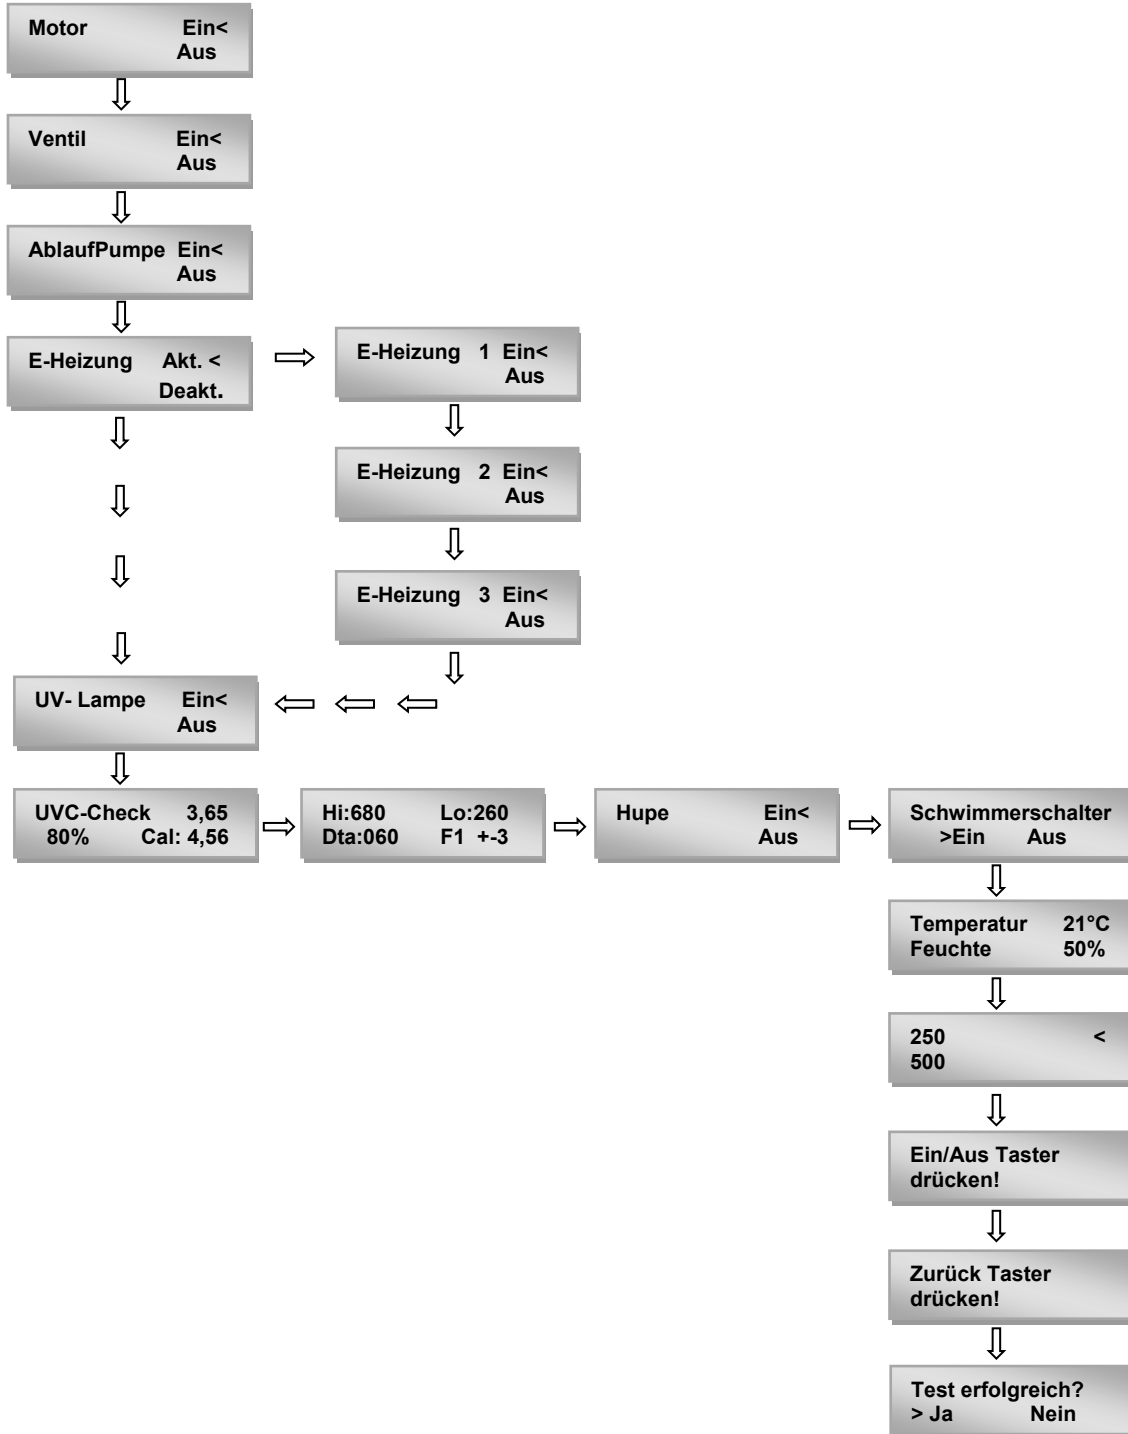 Motor Ein<
Aus
Ventil Ein<
Aus
AblaufPumpe Ein<
Aus
E-Heizung Akt. <
Deakt.
E-Heizung 1 Ein<
Aus
E-Heizung 2 Ein<
Aus
E-Heizung 3 Ein<
Aus
UV- Lampe Ein<
Aus
UVC-Check 3,65
80% Cal: 4,56
Hi:680 Lo:260
Dta:060 F1 +-3
Hupe Ein<
Aus
Schwimmerschalter
>Ein Aus
Temperatur 21°C
Feuchte 50%
250 <
500
Ein/Aus Taster
drücken!
Zurück Taster
drücken!
Test erfolgreich?
> Ja Nein